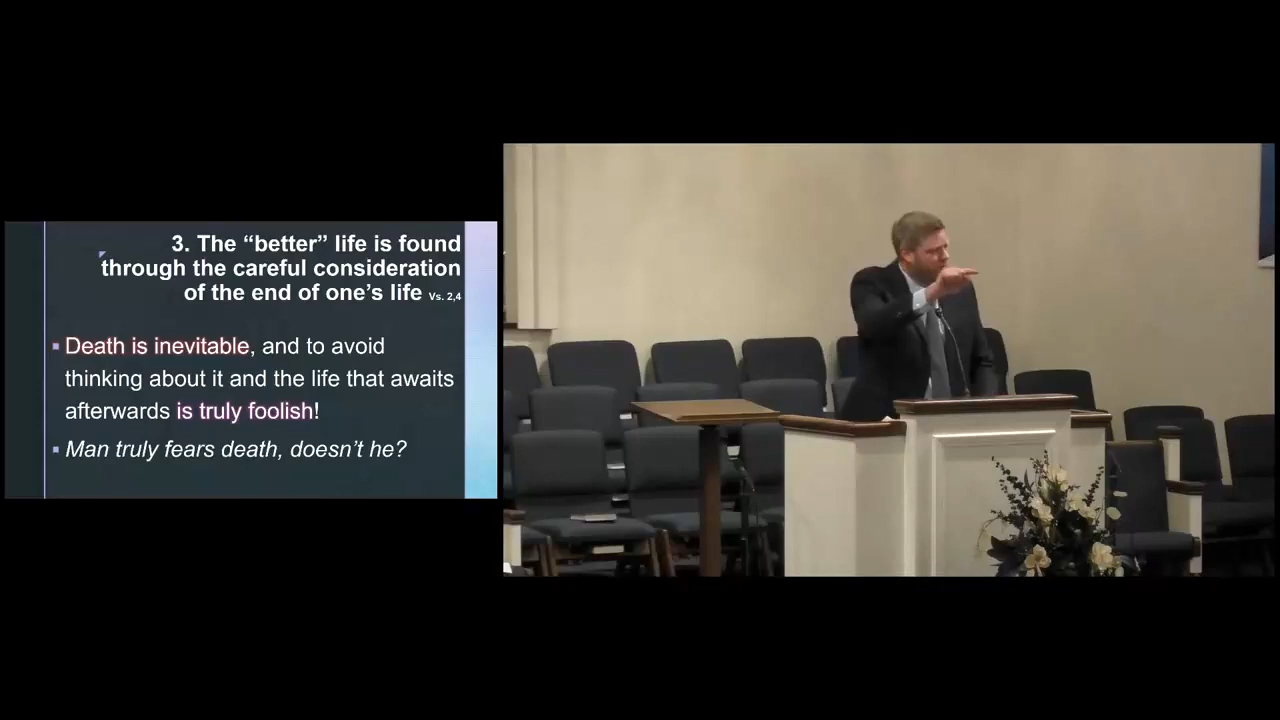 3. The “better” life is found
through the careful consideration
of the end of one’s life Vs. 2,4
▪ Death is inevitable, and to avoid
thinking about it and the life that awaits
afterwards is truly foolish!
▪ Man truly fears death, doesn’t he?